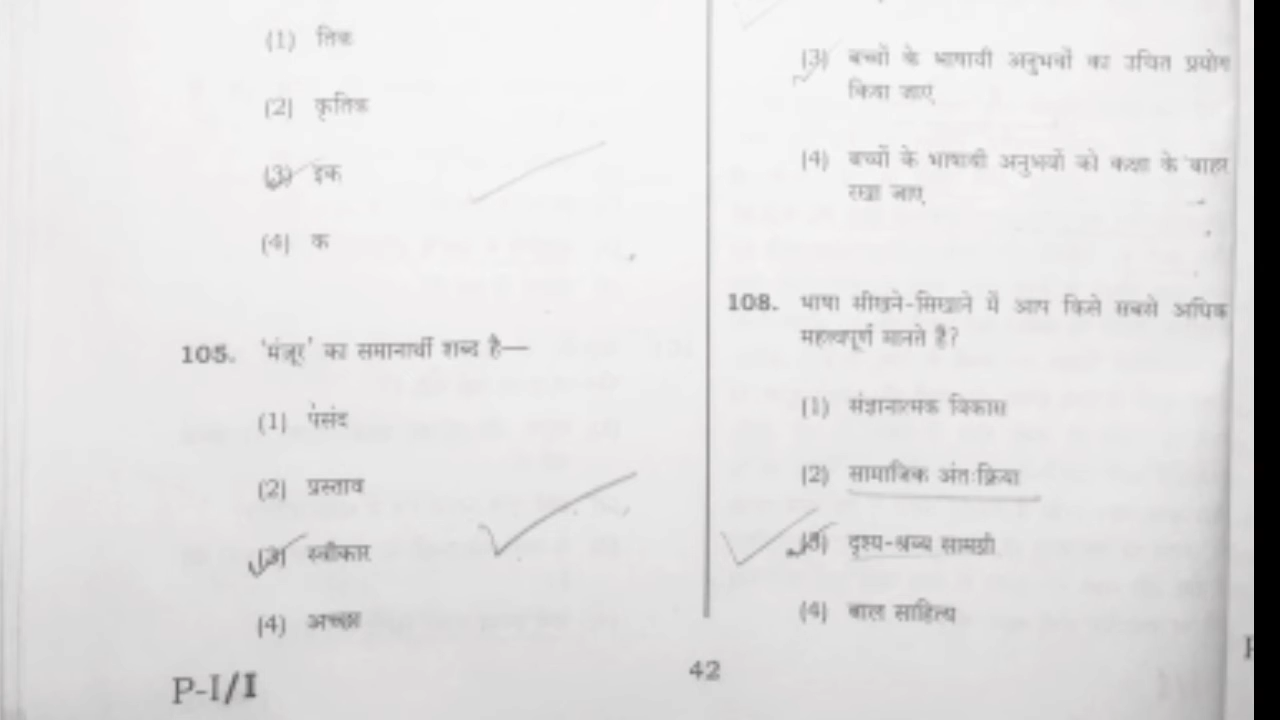 (1) तिक
(2) कृतिक
(3) इक
(4) क
105. 'मंजूर' का समानार्थी शब्द है—
(1) पसंद
(2) प्रस्ताव
(3) स्वीकार
(4) अच्छा
P-I/I
(3) बच्चों के भाषायी अनुभवों का उचित प्रयोग
किया जाए
(4) बच्चों के भाषायी अनुभवों को कक्षा के बाहर
रखा जाए
108. भाषा सीखने-सिखाने में आप किसे सबसे अधिक
महत्त्वपूर्ण मानते हैं?
(1) संज्ञानात्मक विकास
(2) सामाजिक अंतःक्रिया
(3) दृश्य-श्रव्य सामग्री
(4) बाल साहित्य
42